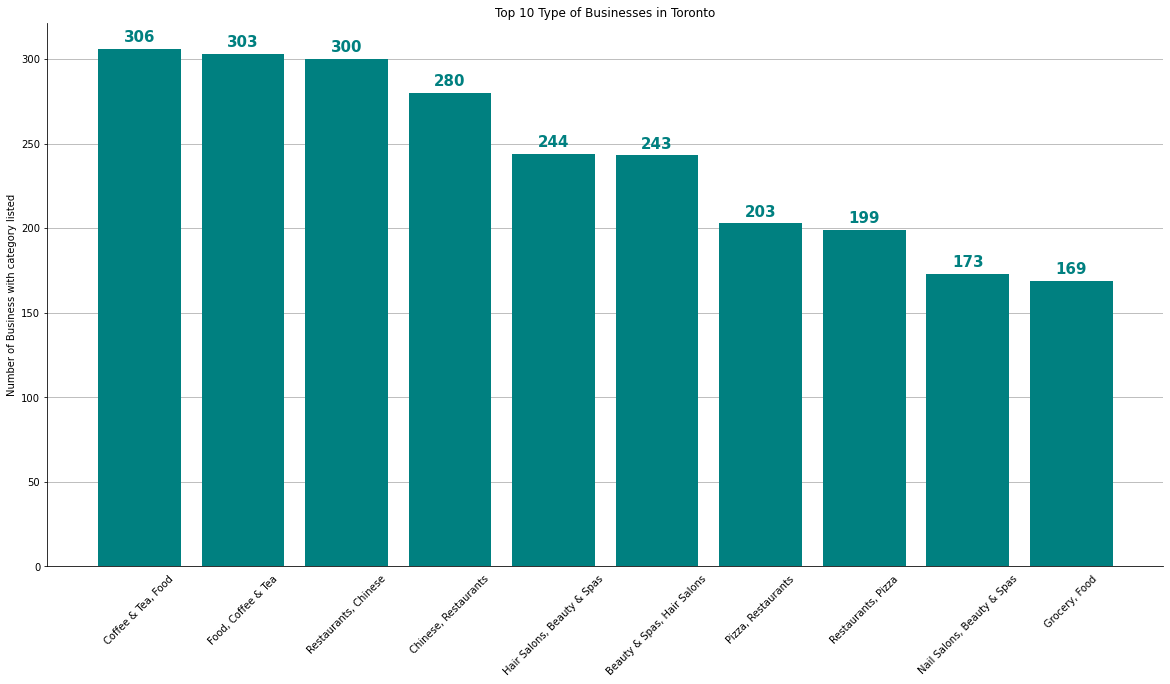 Top 10 Type of Businesses in Toronto
Number of Business with category listed
300
250
200
150
100
50
0
306
303
300
280
244
243
203
199
173
169
Coffee & Tea, Food
Food, Coffee & Tea
Restaurants, Chinese
Chinese, Restaurants
Hair Salons, Beauty & Spas
Beauty & Spas, Hair Salons
Pizza, Restaurants
Restaurants, Pizza
Nail Salons, Beauty & Spas
Grocery, Food